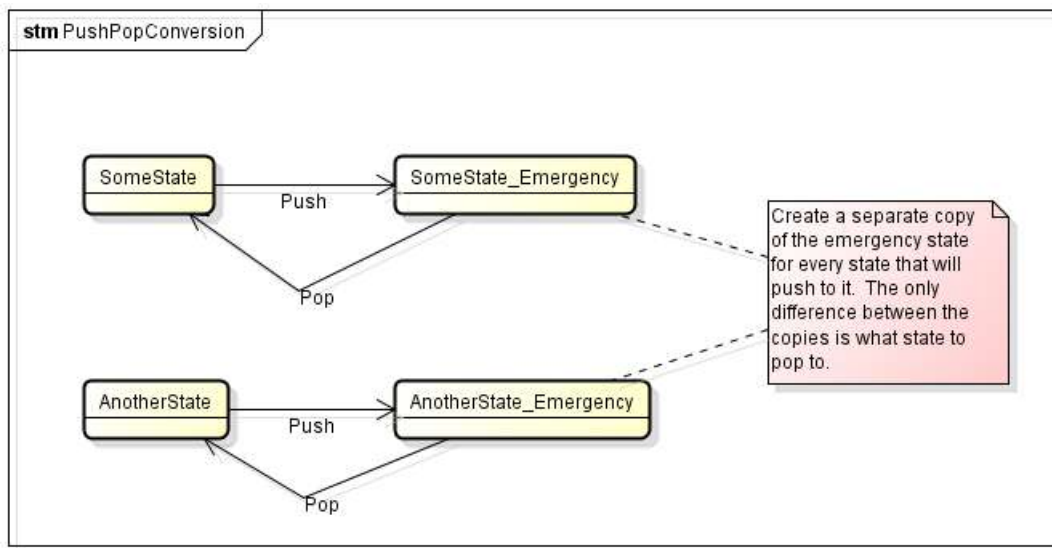 stm PushPopConversion
SomeState
Push
SomeState_Emergency
Pop
Create a separate copy
of the emergency state
for every state that will
push to it. The only
difference between the
copies is what state to
pop to.
AnotherState
Push
AnotherState_Emergency
Pop